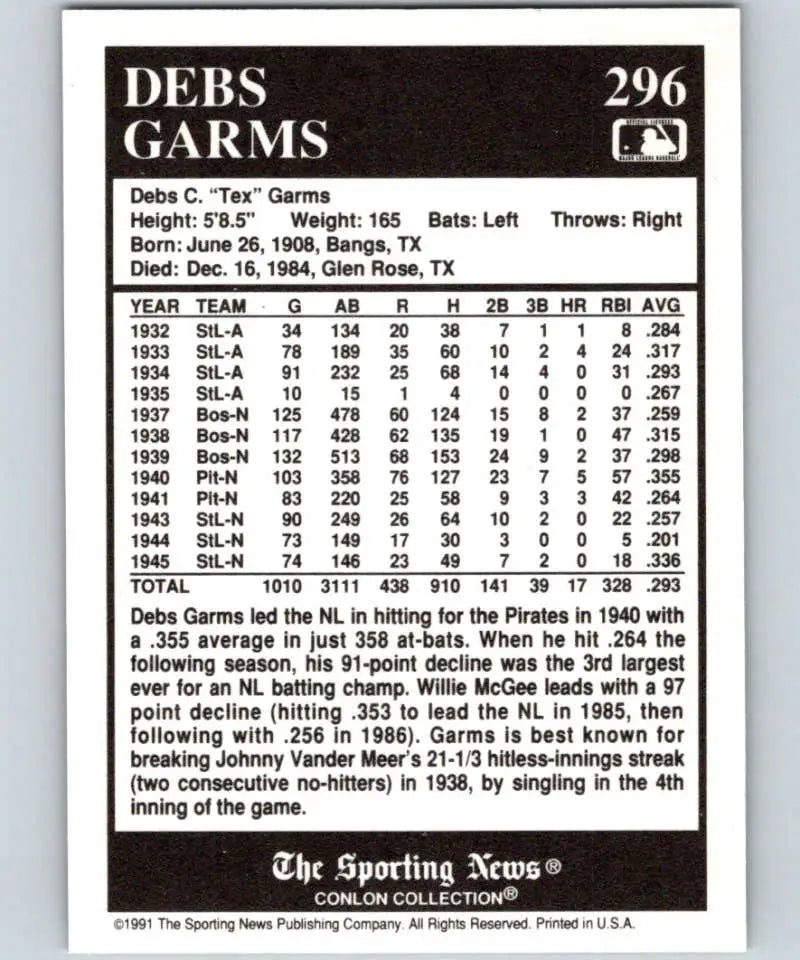 DEBS 296
GARMS
OFFICIAL LICENSEE
MAJOR LEAGUE BASEBALL
Debs C. "Tex" Garms
Height: 5'8.5" Weight: 165 Bats: Left Throws: Right
Born: June 26, 1908, Bangs, TX
Died: Dec. 16, 1984, Glen Rose, TX
YEAR TEAM G AB R H 2B 3B HR RBI AVG
1932 StL-A 34 134 20 38 7 1 1 8 .284
1933 StL-A 78 189 35 60 10 2 4 24 .317
1934 StL-A 91 232 25 68 14 4 0 31 .293
1935 StL-A 10 15 1 4 0 0 0 0 .267
1937 Bos-N 125 478 60 124 15 8 2 37 .259
1938 Bos-N 117 428 62 135 19 1 0 47 .315
1939 Bos-N 132 513 68 153 24 9 2 37 .298
1940 Pit-N 103 358 76 127 23 7 5 57 .355
1941 Pit-N 83 220 25 58 9 3 3 42 .264
1943 StL-N 90 249 26 64 10 2 0 22 .257
1944 StL-N 73 149 17 30 3 0 0 5 .201
1945 StL-N 74 146 23 49 7 2 0 18 .336
TOTAL 1010 3111 438 910 141 39 17 328 .293
Debs Garms led the NL in hitting for the Pirates in 1940 with
a .355 average in just 358 at-bats. When he hit .264 the
following season, his 91-point decline was the 3rd largest
ever for an NL batting champ. Willie McGee leads with a 97
point decline (hitting .353 to lead the NL in 1985, then
following with .256 in 1986). Garms is best known for
breaking Johnny Vander Meer's 21-1/3 hitless-innings streak
(two consecutive no-hitters) in 1938, by singling in the 4th
inning of the game.
The Sporting News®
CONLON COLLECTION®
©1991 The Sporting News Publishing Company. All Rights Reserved. Printed in U.S.A.